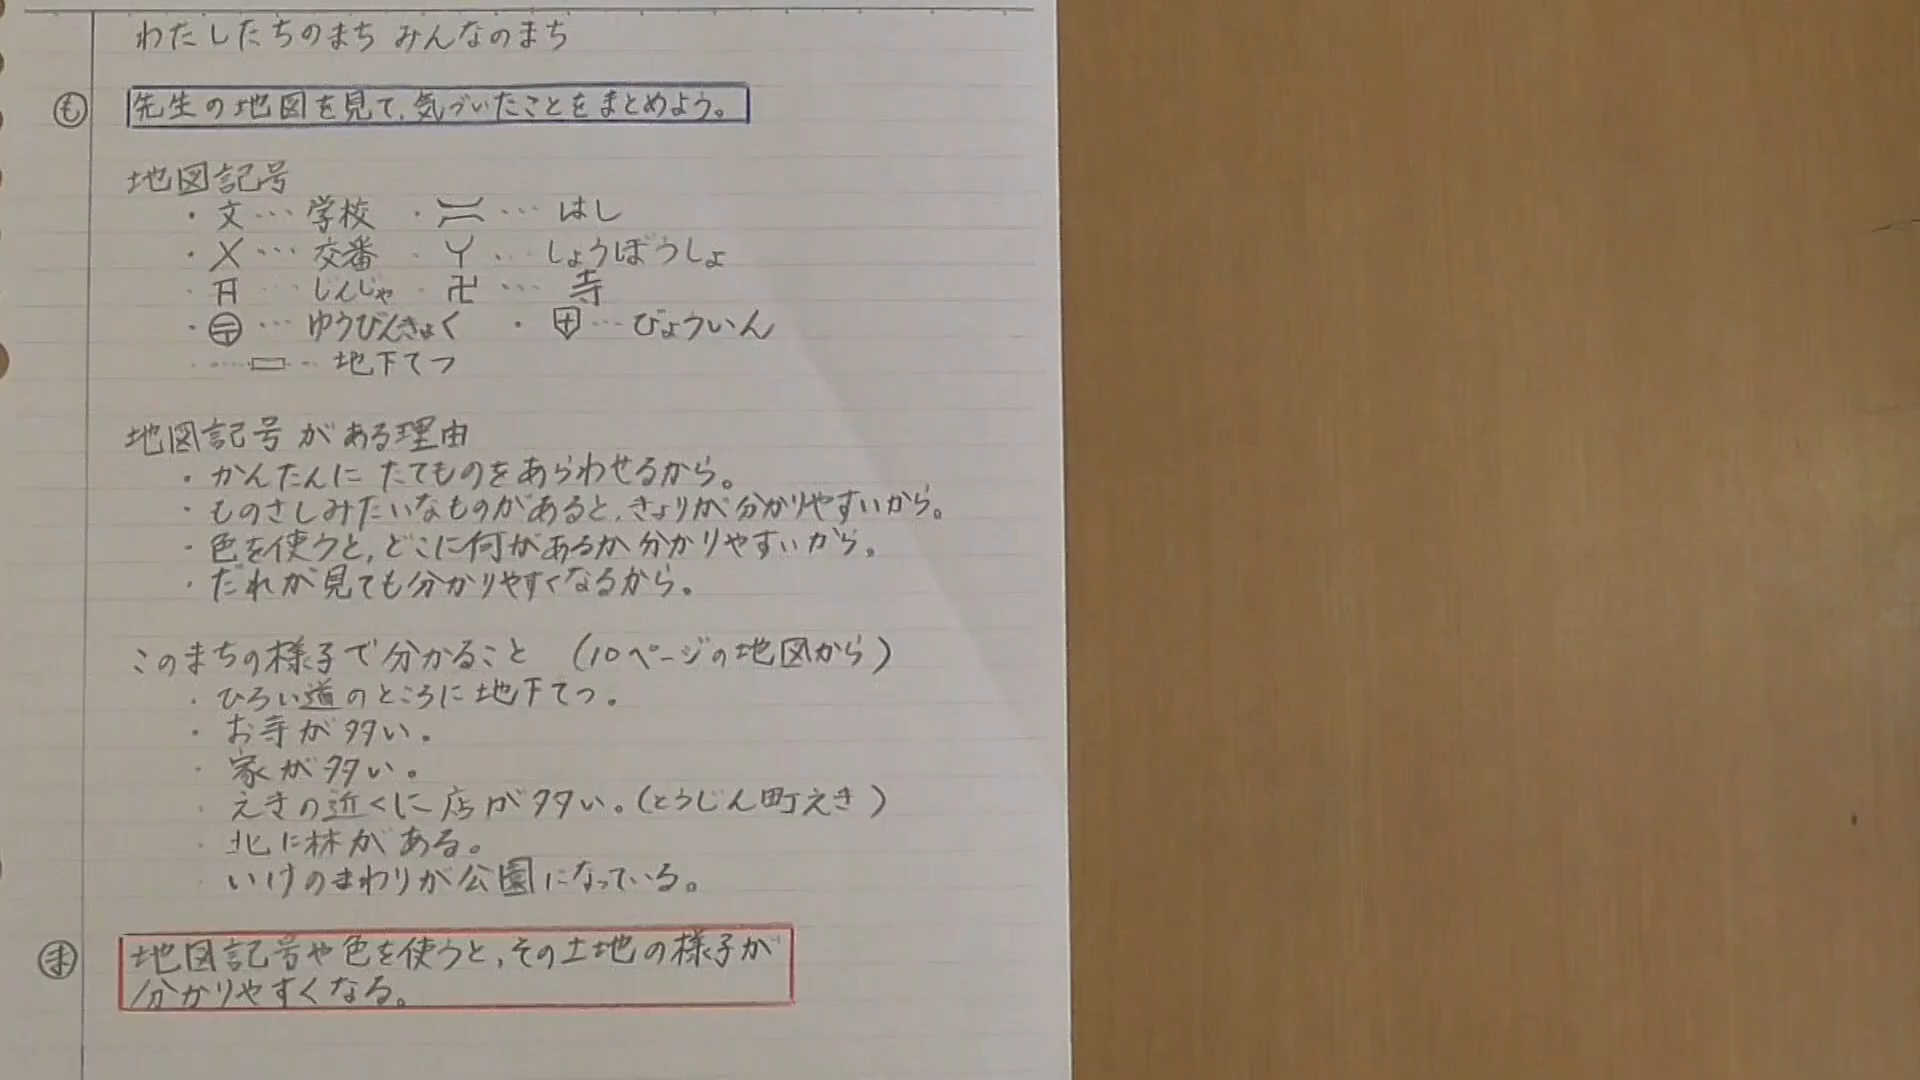 わたしたちのまち みんなのまち
も 先生の地図を見て、気づいたことをまとめよう。
地図記号
・文…学校 ・…はし
・X…交番 ・Y…しょうぼうしょ
・…じんじゃ ・卍…寺
・〶…ゆうびんきょく ・…びょういん
…地下てつ
地図記号がある理由
・かんたんに たてものをあらわせるから。
・ものさしみたいなものがあると、きょりが分かりやすいから。
・色を使うと、どこに何があるか分かりやすいから。
・だれが見ても分かりやすくなるから。
このまちの様子で分かること (10ページの地図から)
・ひろい道のところに地下てつ。
・お寺が多い。
・家が多い。
・えきの近くに店が多い。(とうじん町えき)
・北に林がある。
・いけのまわりが公園になっている。
ま 地図記号や色を使うと、その土地の様子が
分かりやすくなる。